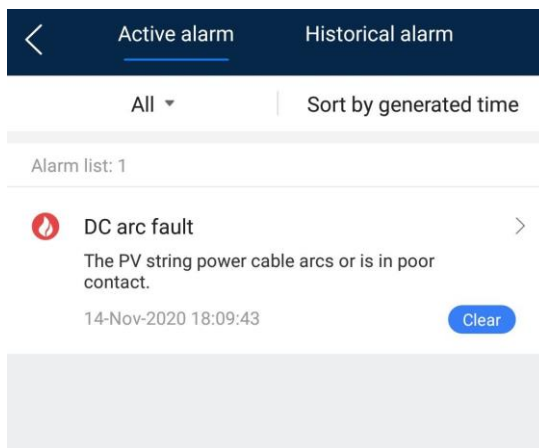 Active alarm Historical alarm
All Sort by generated time
Alarm list: 1
DC arc fault
The PV string power cable arcs or is in poor
contact.
14-Nov-2020 18:09:43 Clear